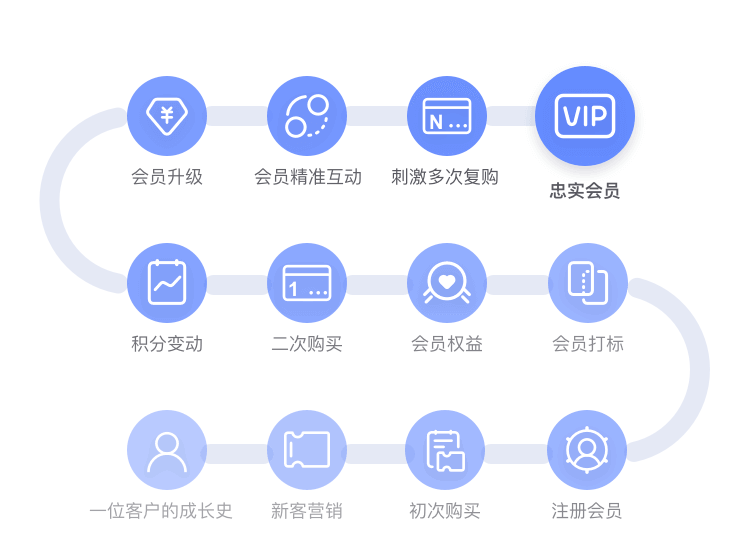 VIP
N
会员升级
会员精准互动
刺激多次复购
忠实会员
1
积分变动
二次购买
会员权益
会员打标
一位客户的成长史
新客营销
初次购买
注册会员